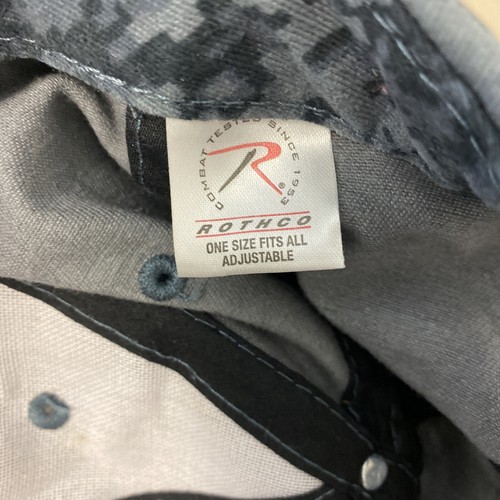 COMBAT TESTED SINCE 1953
R®
ROTHCO
ONE SIZE FITS ALL
ADJUSTABLE